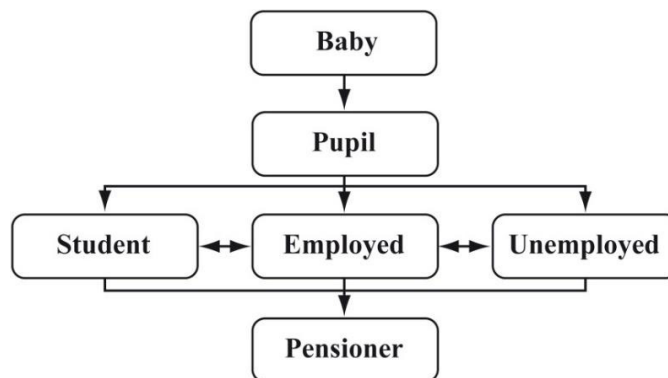 Baby
Pupil
Student
Employed
Unemployed
Pensioner